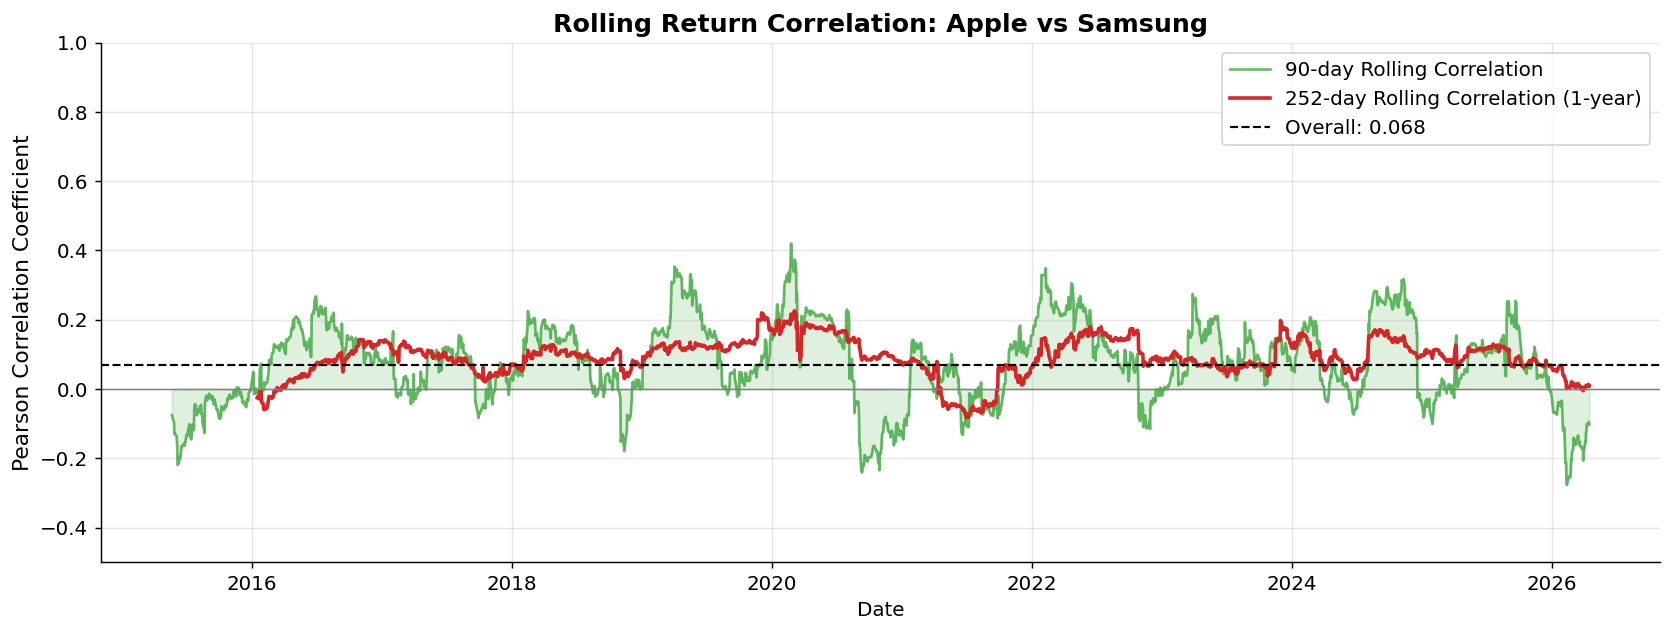 Rolling Return Correlation: Apple vs Samsung
90-day Rolling Correlation
252-day Rolling Correlation (1-year)
Overall: 0.068
Pearson Correlation Coefficient
1.0
0.8
0.6
0.4
0.2
0.0
−0.2
−0.4
2016 2018 2020 2022 2024 2026
Date